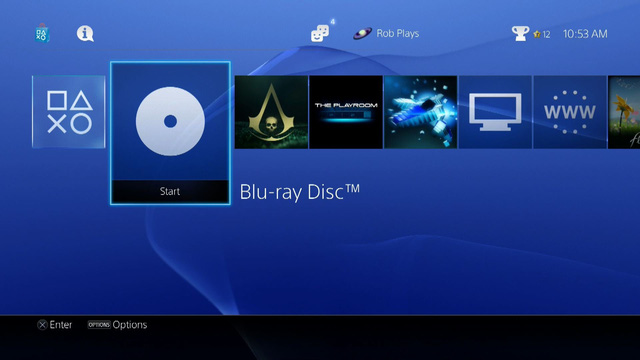 4
Rob Plays
12
10:53 AM
THE PLAYROOM
WWW
Start
Blu-ray Disc™
Enter
OPTIONS Options